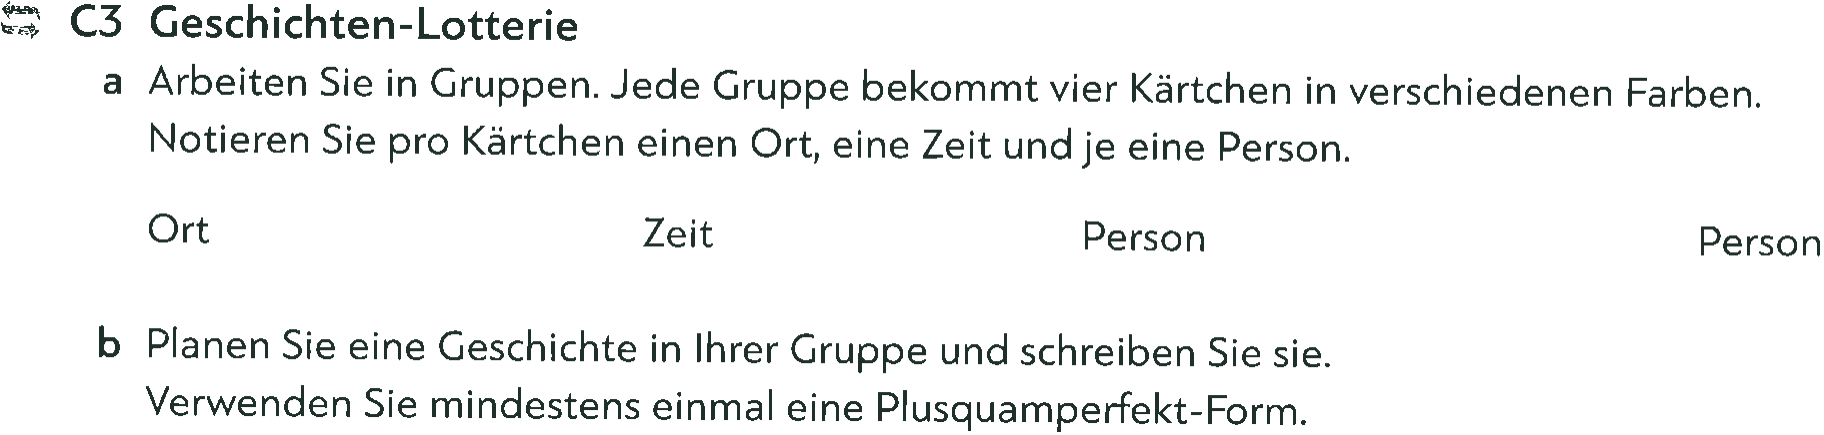 C3 Geschichten-Lotterie
a Arbeiten Sie in Gruppen. Jede Gruppe bekommt vier Kärtchen in verschiedenen Farben.
Notieren Sie pro Kärtchen einen Ort, eine Zeit und je eine Person.
Ort Zeit Person Person
b Planen Sie eine Geschichte in Ihrer Gruppe und schreiben Sie sie.
Verwenden Sie mindestens einmal eine Plusquamperfekt-Form.